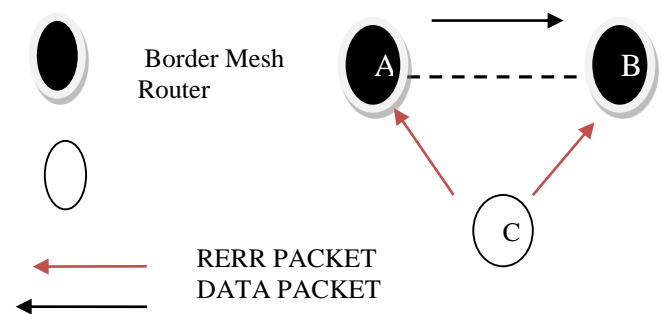 Border Mesh
Router
A
B
C
RERR PACKET
DATA PACKET